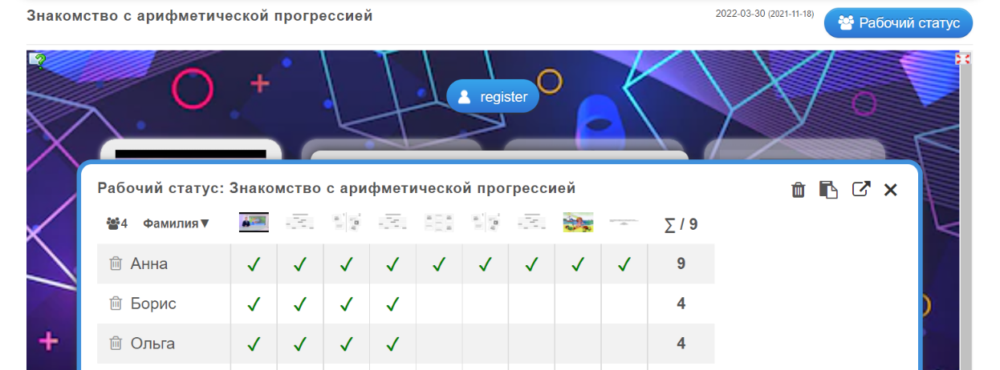 Знакомство с арифметической прогрессией
2022-03-30 (2021-11-18)
Рабочий статус
register
Рабочий статус: Знакомство с арифметической прогрессией
4 Фамилия▼ ∑ / 9
Анна ✓ ✓ ✓ ✓ ✓ ✓ ✓ ✓ ✓ 9
Борис ✓ ✓ ✓ ✓ 4
Ольга ✓ ✓ ✓ ✓ 4